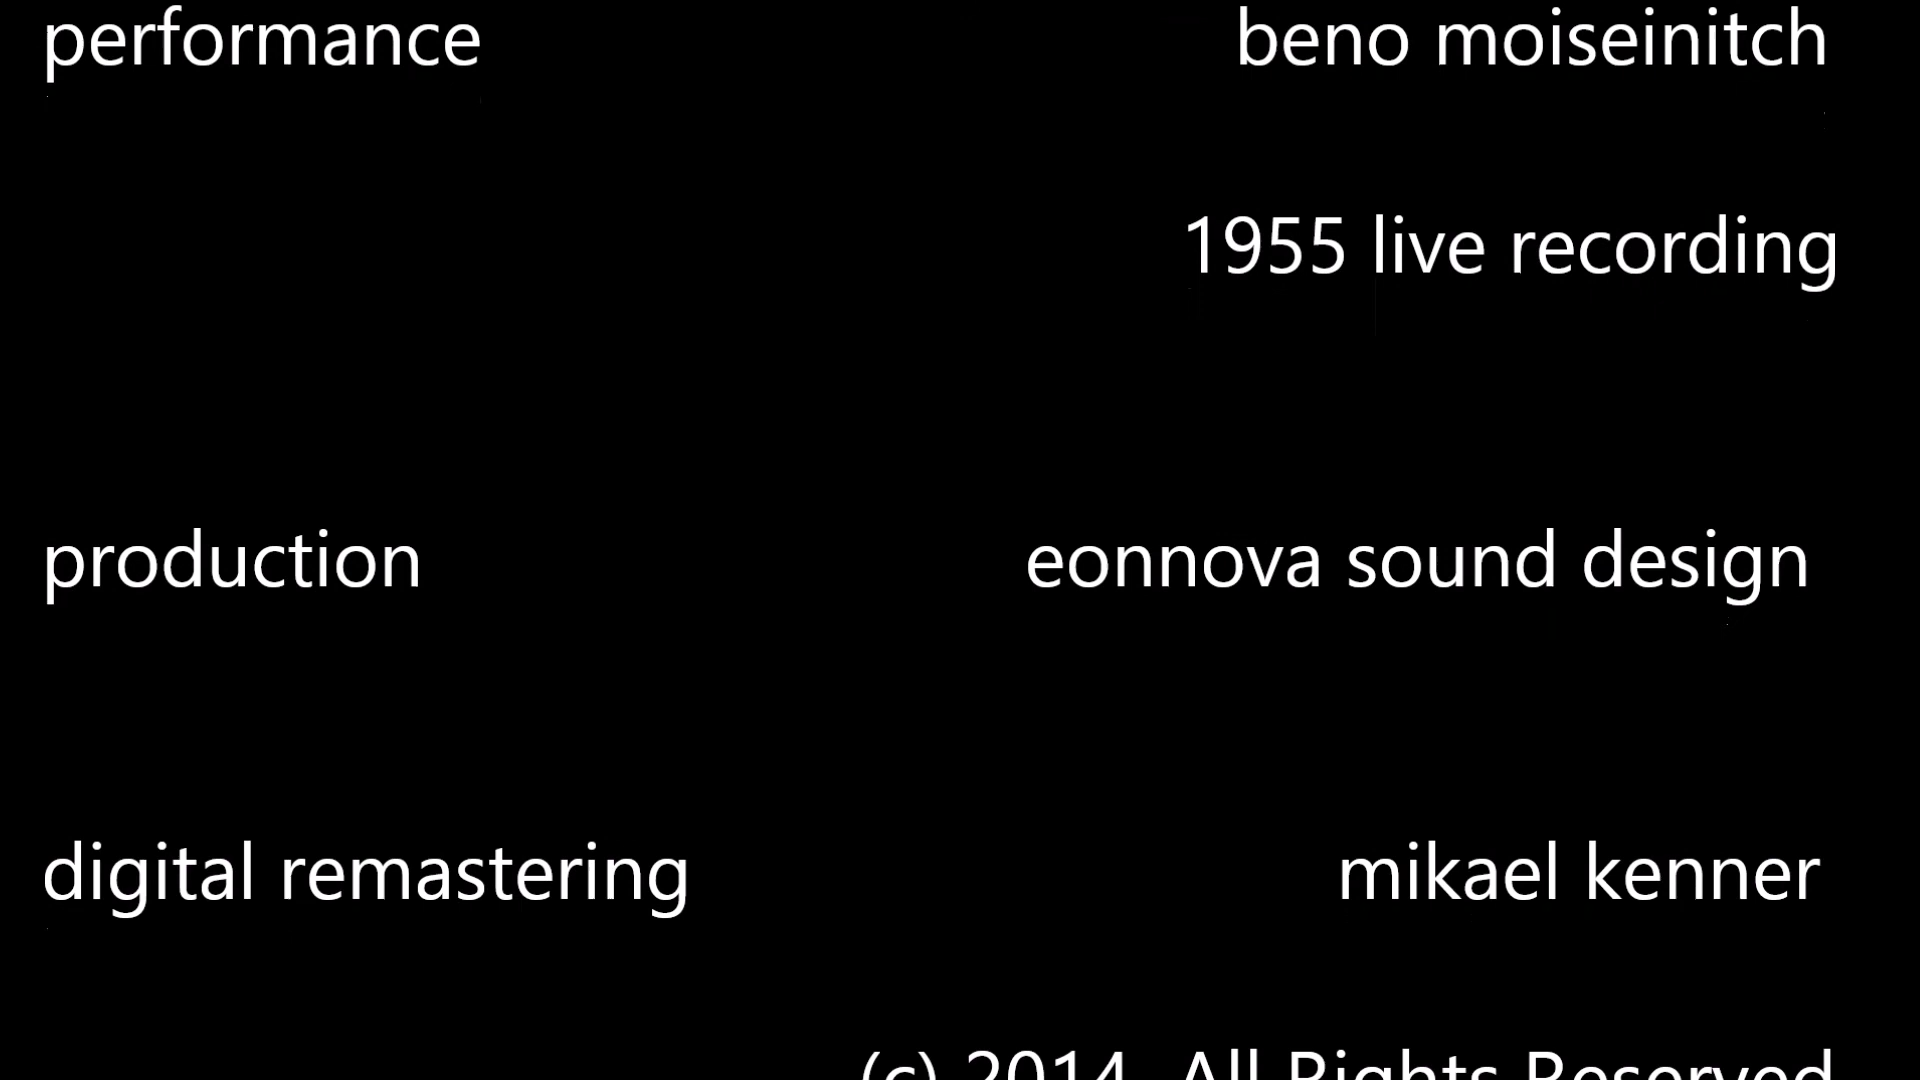 performance beno moiseinitch
1955 live recording
production eonnova sound design
digital remastering mikael kenner
(c) 2014 All Rights Reserved